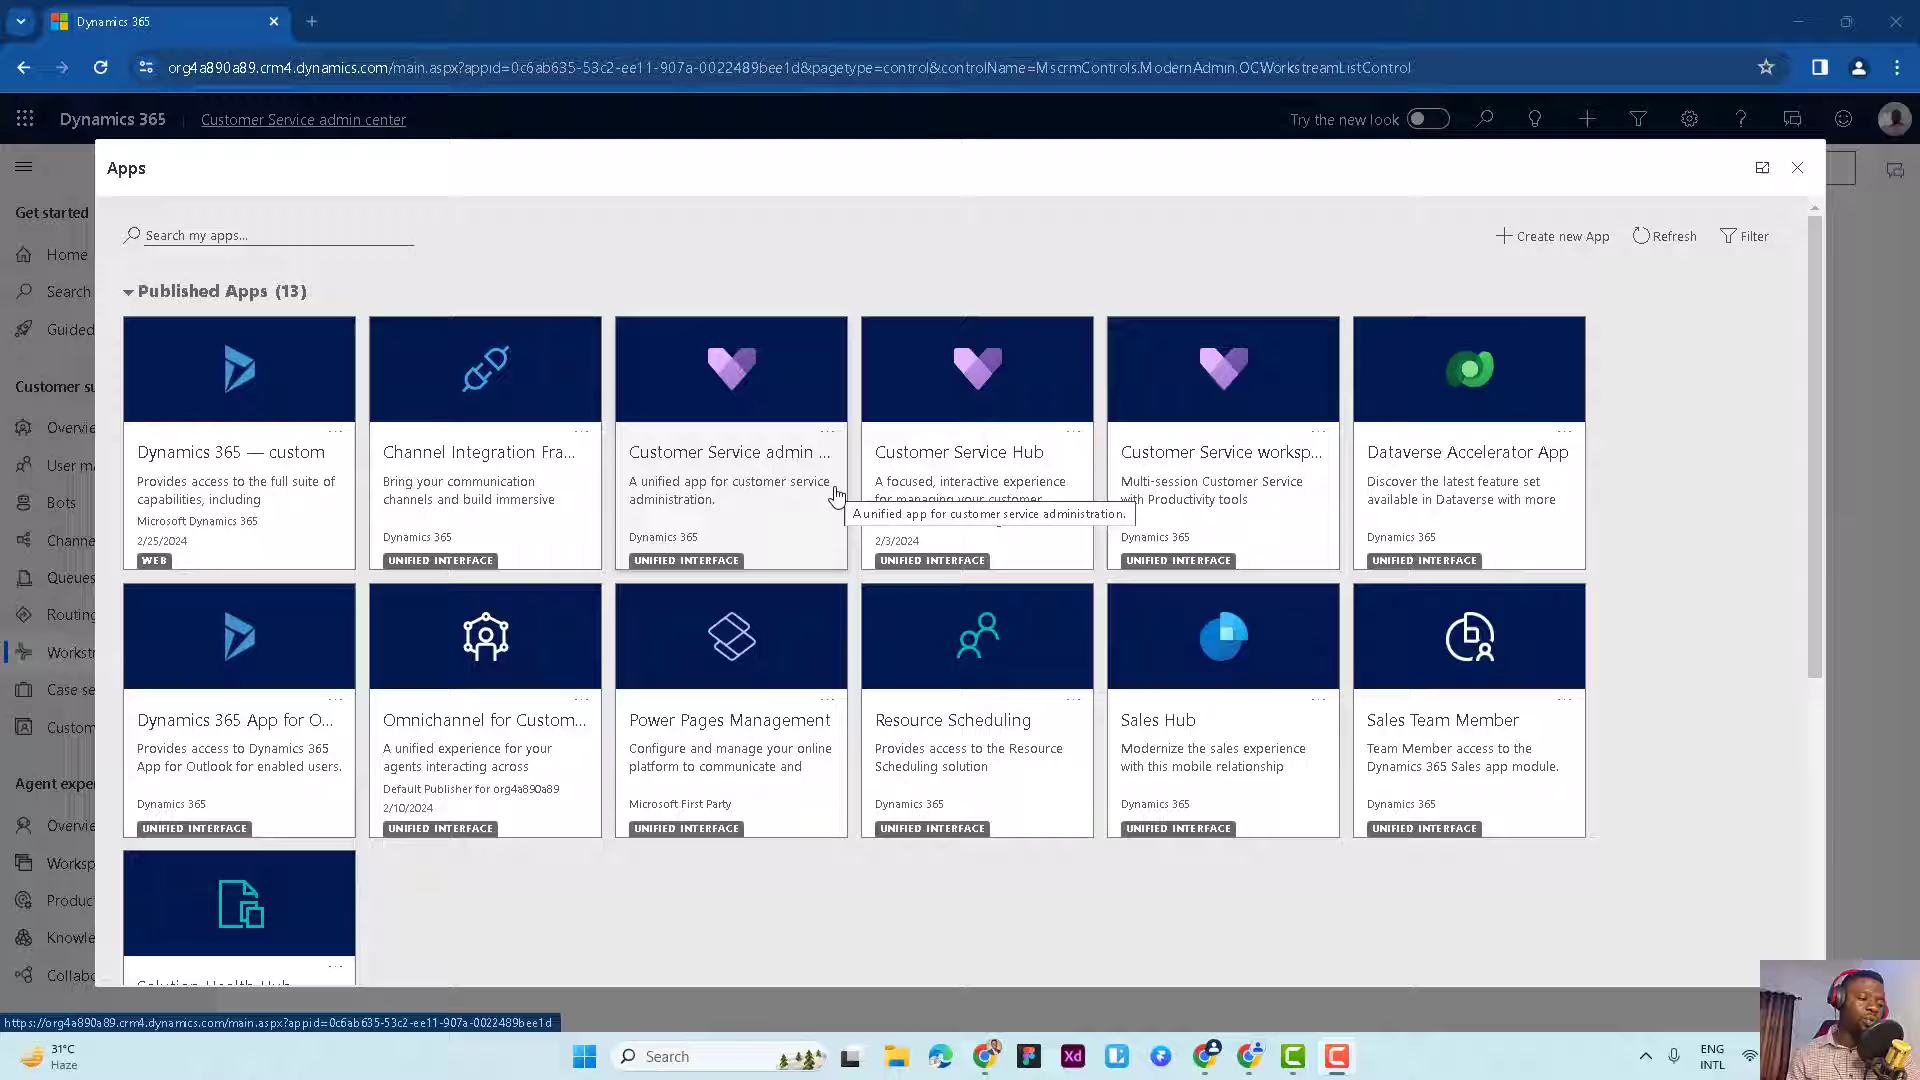 Dynamics 365
org4a890a89.crm4.dynamics.com/main.aspx?appid=0c6ab635-53c2-ee11-907a-0022489bee1d&pagetype=control&controlName=MscrmControls.ModernAdmin.OCWorkstreamListControl
Dynamics 365 | Customer Service admin center
Try the new look
Apps
Search my apps...
Create new App
Refresh
Filter
Published Apps (13)
Dynamics 365 — custom
Provides access to the full suite of
capabilities, including
Microsoft Dynamics 365
2/25/2024
WEB
Channel Integration Fra...
Bring your communication
channels and build immersive
Dynamics 365
UNIFIED INTERFACE
Customer Service admin ...
A unified app for customer service
administration.
Dynamics 365
UNIFIED INTERFACE
Customer Service Hub
A focused, interactive experience
for managing your customer
A unified app for customer service administration.
2/3/2024
UNIFIED INTERFACE
Customer Service worksp...
Multi-session Customer Service
with Productivity tools
Dynamics 365
UNIFIED INTERFACE
Dataverse Accelerator App
Discover the latest feature set
available in Dataverse with more
Dynamics 365
UNIFIED INTERFACE
Dynamics 365 App for O...
Provides access to Dynamics 365
App for Outlook for enabled users.
Dynamics 365
UNIFIED INTERFACE
Omnichannel for Custom...
A unified experience for your
agents interacting across
Default Publisher for org4a890a89
2/10/2024
UNIFIED INTERFACE
Power Pages Management
Configure and manage your online
platform to communicate and
Microsoft First Party
UNIFIED INTERFACE
Resource Scheduling
Provides access to the Resource
Scheduling solution
Dynamics 365
UNIFIED INTERFACE
Sales Hub
Modernize the sales experience
with this mobile relationship
Dynamics 365
UNIFIED INTERFACE
Sales Team Member
Team Member access to the
Dynamics 365 Sales app module.
Dynamics 365
UNIFIED INTERFACE
Solution Health Hub
Get started
Home
Search
Guided
Customer su
Overvie
User ma
Bots
Channe
Queues
Routing
Workstr
Case se
Custom
Agent exper
Overvie
Worksp
Produc
Knowle
Collabo
https://org4a890a89.crm4.dynamics.com/main.aspx?appid=0c6ab635-53c2-ee11-907a-0022489bee1d
31°C
Haze
Search
Xd
ENG
INTL